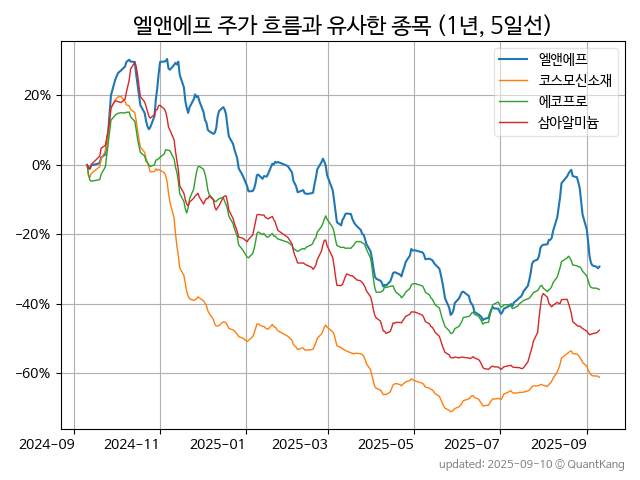 엘앤에프 주가 흐름과 유사한 종목 (1년, 5일선)
엘앤에프
코스모신소재
에코프로
삼아알미늄
20%
0%
−20%
−40%
−60%
2024-09 2024-11 2025-01 2025-03 2025-05 2025-07 2025-09
updated: 2025-09-10 © QuantKang